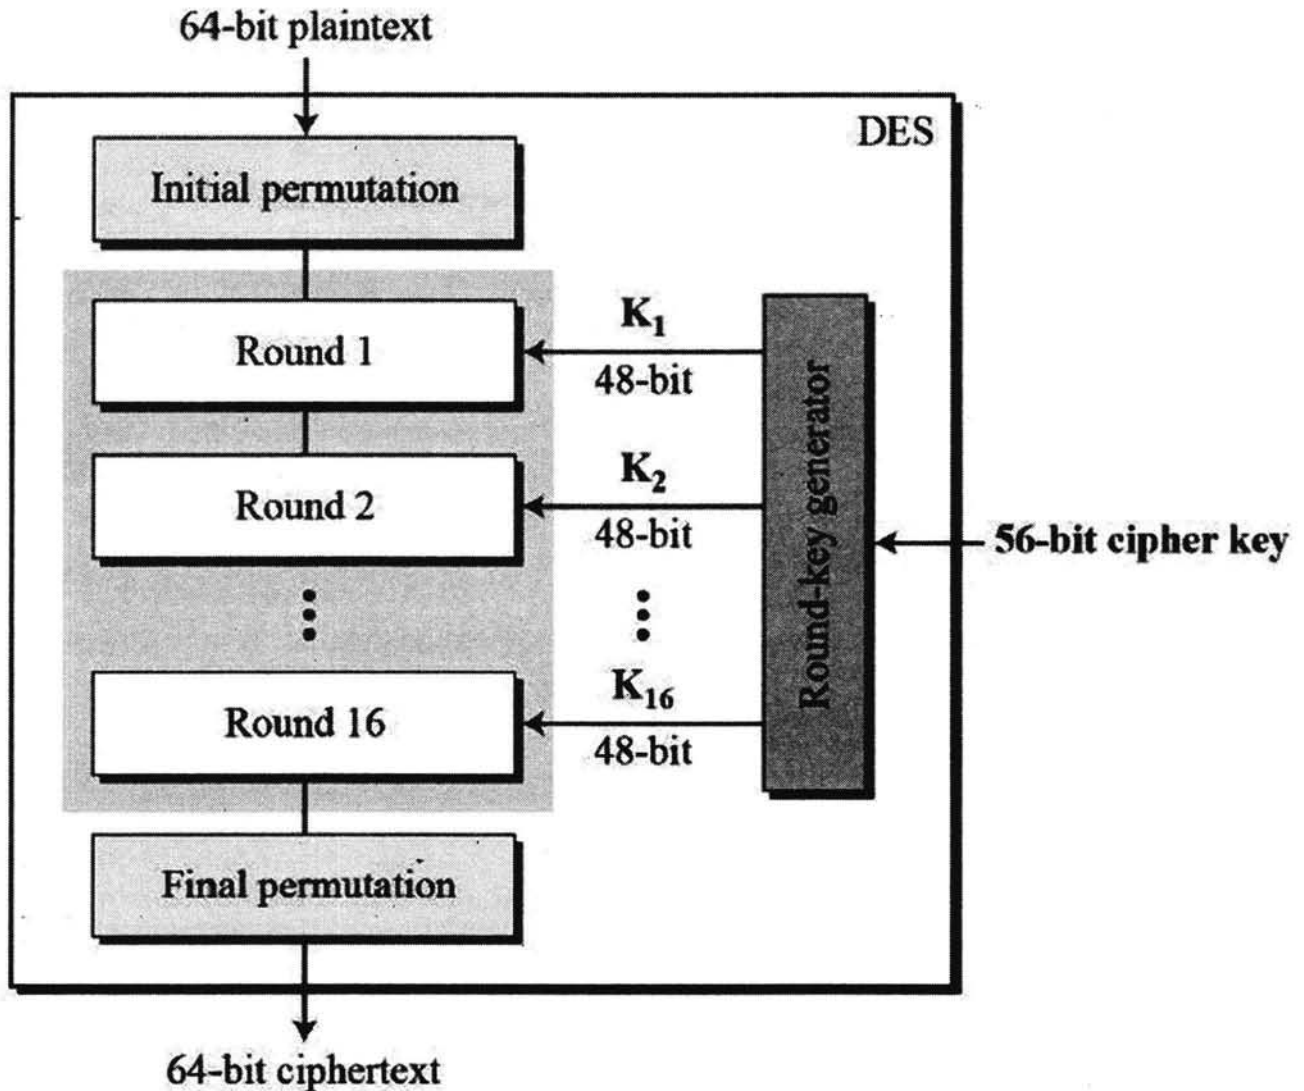 64-bit plaintext
DES
Initial permutation
Round 1
K₁
48-bit
Round 2
K₂
48-bit
Round-key generator
56-bit cipher key
Round 16
K₁₆
48-bit
Final permutation
64-bit ciphertext